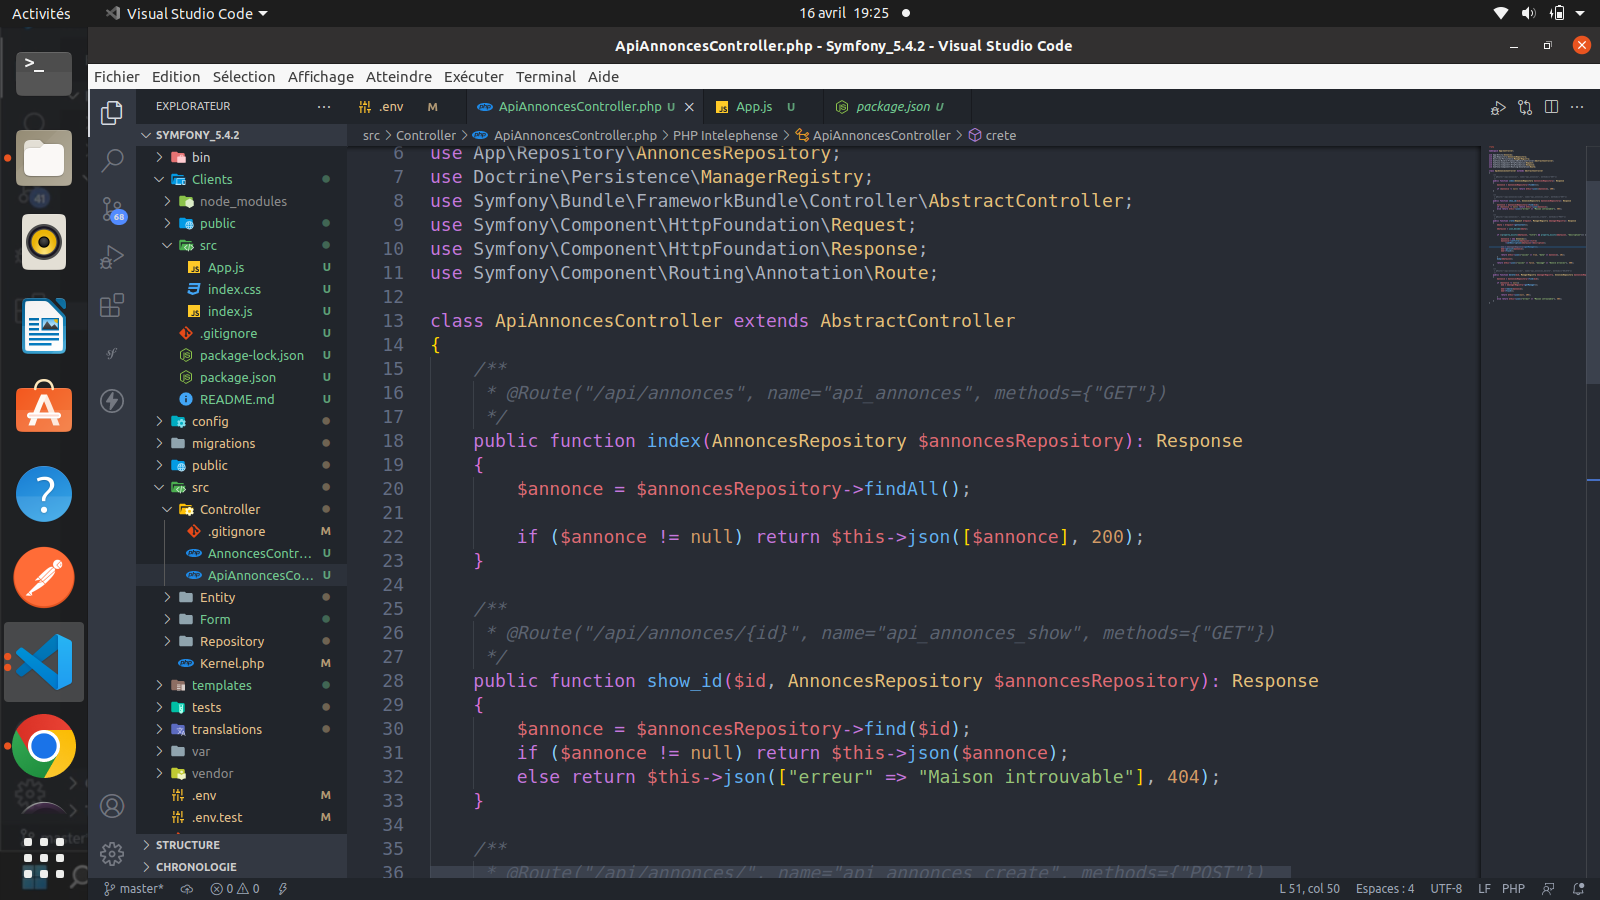 Activités
Visual Studio Code
16 avril 19:25
ApiAnnoncesController.php - Symfony_5.4.2 - Visual Studio Code
Fichier Edition Sélection Affichage Atteindre Exécuter Terminal Aide
EXPLORATEUR
.env M
ApiAnnoncesController.php U
App.js U
package.json U
SYMFONY_5.4.2
src > Controller > ApiAnnoncesController.php > PHP Intelephense > ApiAnnoncesController > crete
bin
Clients
node_modules
public
src
App.js U
index.css U
index.js U
.gitignore U
package-lock.json U
package.json U
README.md U
config
migrations
public
src
Controller
.gitignore M
AnnoncesContr... U
ApiAnnoncesCo... U
Entity
Form
Repository
Kernel.php M
templates
tests
translations
var
vendor
.env M
.env.test M
STRUCTURE
CHRONOLOGIE
68
41
6 use App\Repository\AnnoncesRepository;
7 use Doctrine\Persistence\ManagerRegistry;
8 use Symfony\Bundle\FrameworkBundle\Controller\AbstractController;
9 use Symfony\Component\HttpFoundation\Request;
10 use Symfony\Component\HttpFoundation\Response;
11 use Symfony\Component\Routing\Annotation\Route;
12
13 class ApiAnnoncesController extends AbstractController
14 {
15 /**
16 * @Route("/api/annonces", name="api_annonces", methods={"GET"})
17 */
18 public function index(AnnoncesRepository $annoncesRepository): Response
19 {
20 $annonce = $annoncesRepository->findAll();
21
22 if ($annonce != null) return $this->json([$annonce], 200);
23 }
24
25 /**
26 * @Route("/api/annonces/{id}", name="api_annonces_show", methods={"GET"})
27 */
28 public function show_id($id, AnnoncesRepository $annoncesRepository): Response
29 {
30 $annonce = $annoncesRepository->find($id);
31 if ($annonce != null) return $this->json($annonce);
32 else return $this->json(["erreur" => "Maison introuvable"], 404);
33 }
34
35 /**
36 * @Route("/api/annonces/", name="api_annonces_create", methods={"POST"})
master* 0 0
L 51, col 50 Espaces : 4 UTF-8 LF PHP